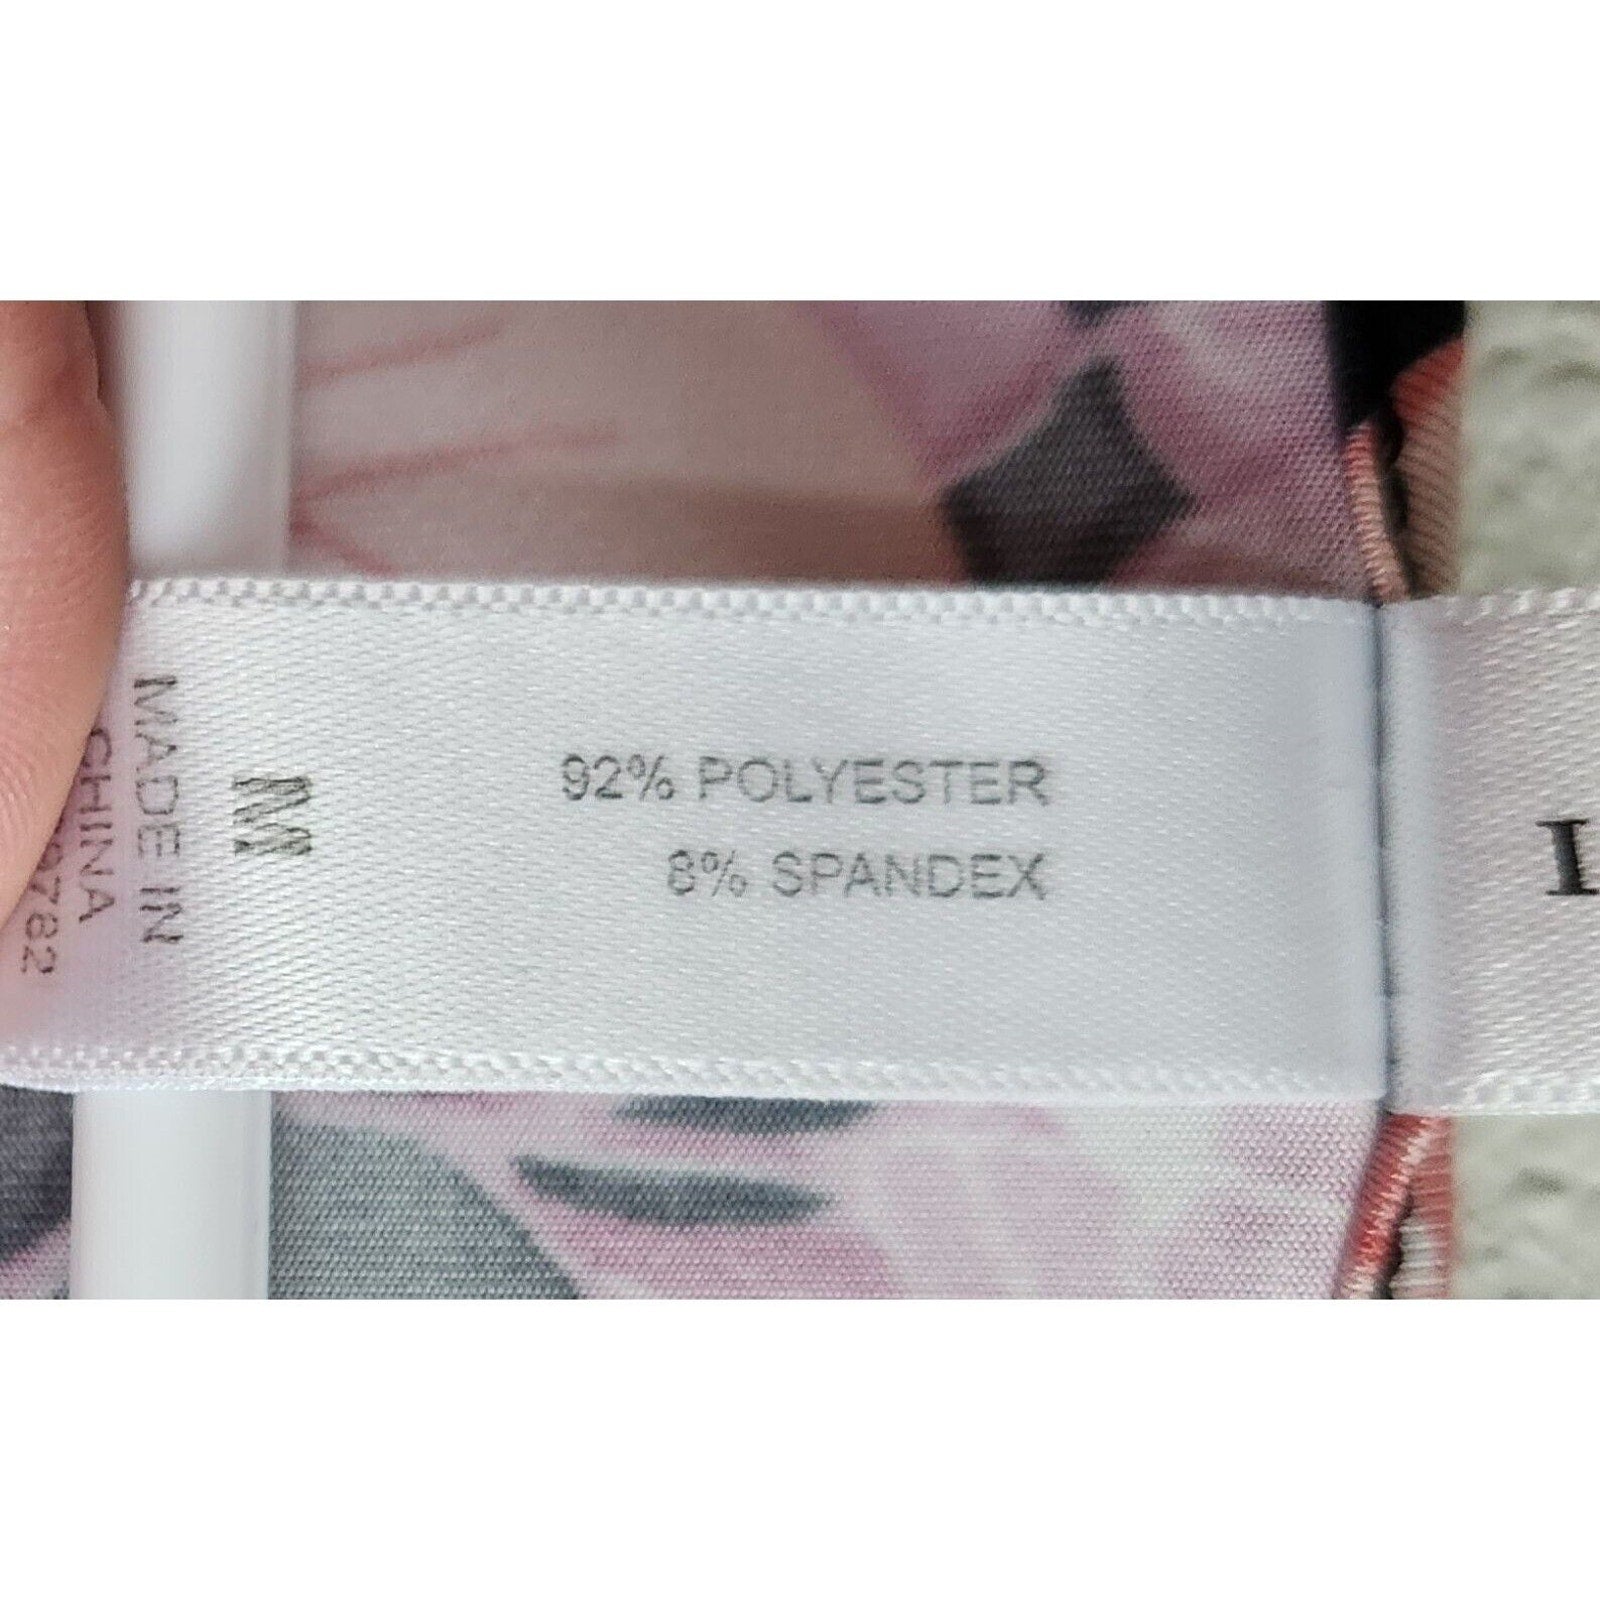 92% POLYESTER
8% SPANDEX
M
MADE IN
CHINA